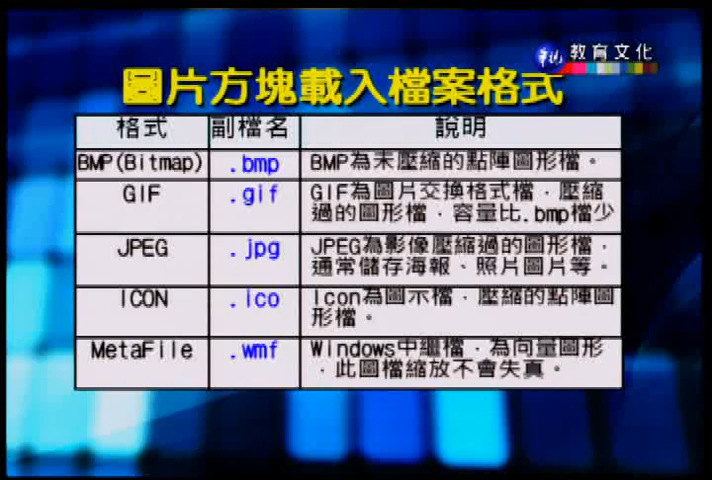 華視 教育文化
圖片方塊載入檔案格式
格式 副檔名 說明
BMP(Bitmap) .bmp BMP為未壓縮的點陣圖形檔。
GIF .gif GIF為圖片交換格式檔，壓縮
過的圖形檔，容量比.bmp檔少
JPEG .jpg JPEG為影像壓縮過的圖形檔，
通常儲存海報、照片圖片等。
ICON .ico Icon為圖示檔，壓縮的點陣圖
形檔。
MetaFile .wmf Windows中繼檔，為向量圖形
，此圖檔縮放不會失真。